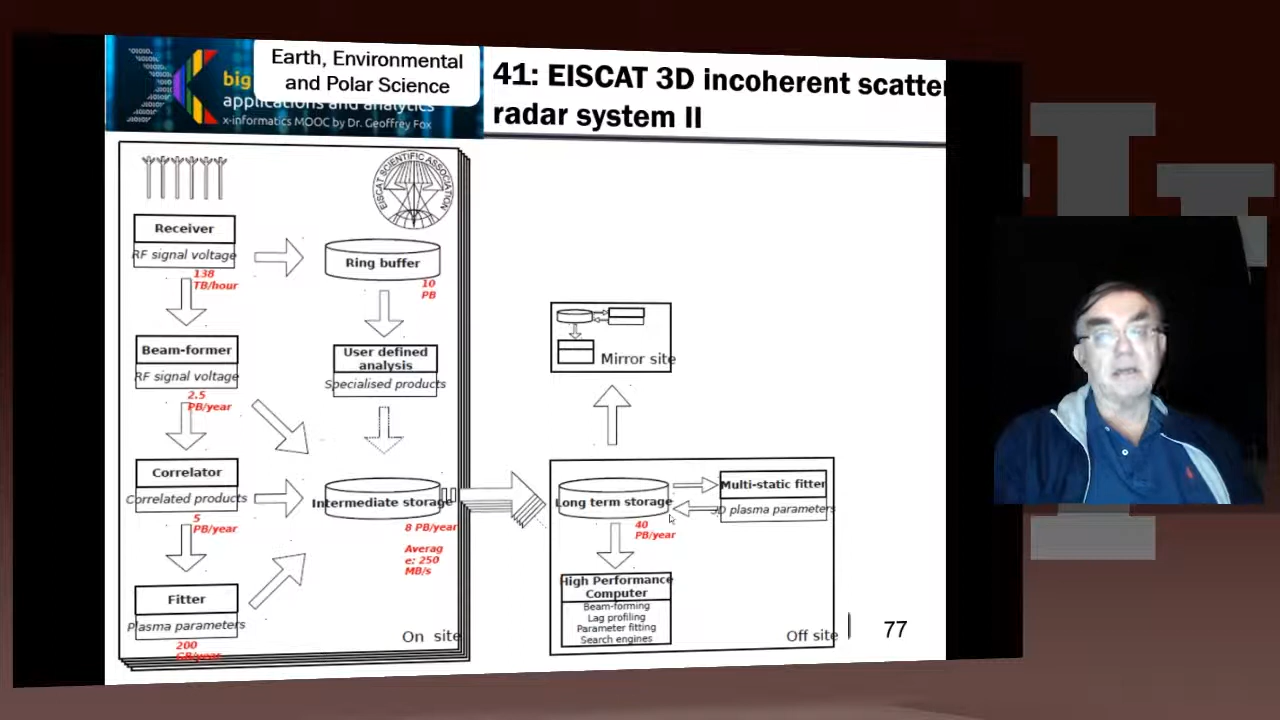 Earth, Environmental
and Polar Science
big
applications and analytics
x-informatics MOOC by Dr. Geoffrey Fox
41: EISCAT 3D incoherent scatter
radar system II
EISCAT SCIENTIFIC ASSOCIATION
Receiver
RF signal voltage
138
TB/hour
Ring buffer
10
PB
Beam-former
RF signal voltage
2.5
PB/year
User defined
analysis
Specialised products
Correlator
Correlated products
5
PB/year
Intermediate storage
8 PB/year
Averag
e: 250
MB/s
Fitter
Plasma parameters
200
GB/year
On site
Mirror site
Long term storage
40
PB/year
Multi-static fitter
3D plasma parameters
High Performance
Computer
Beam-forming
Lag profiling
Parameter fitting
Search engines
Off site
77